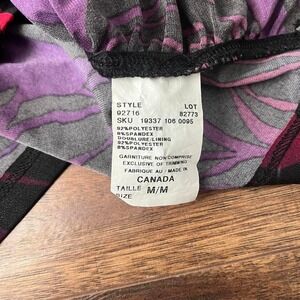 STYLE LOT
92716 82773
SKU 19337 106 0095
92%POLYESTER
8%SPANDEX
DOUBLURE/LINING
92%POLYESTER
8%SPANDEX
GARNITURE NON COMPRISE
EXCLUSIVE OF TRIMMING
FABRIQUE AU / MADE IN
CANADA
TAILLE M/M
SIZE